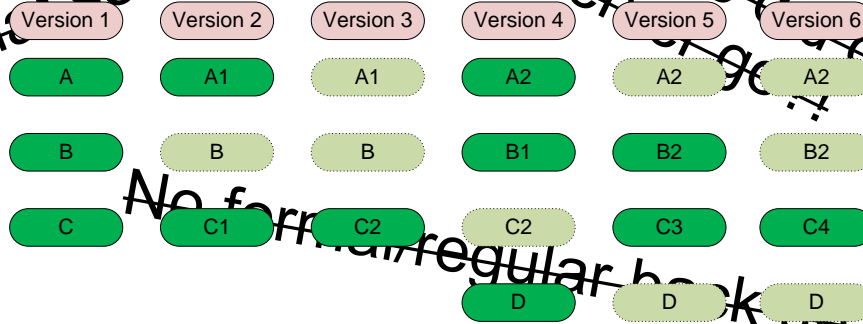 Version 1 Version 2 Version 3 Version 4 Version 5 Version 6
A A1 A1 A2 A2 A2
B B B B1 B2 B2
C C1 C2 C2 C3 C4
No formal/regular back
D D D